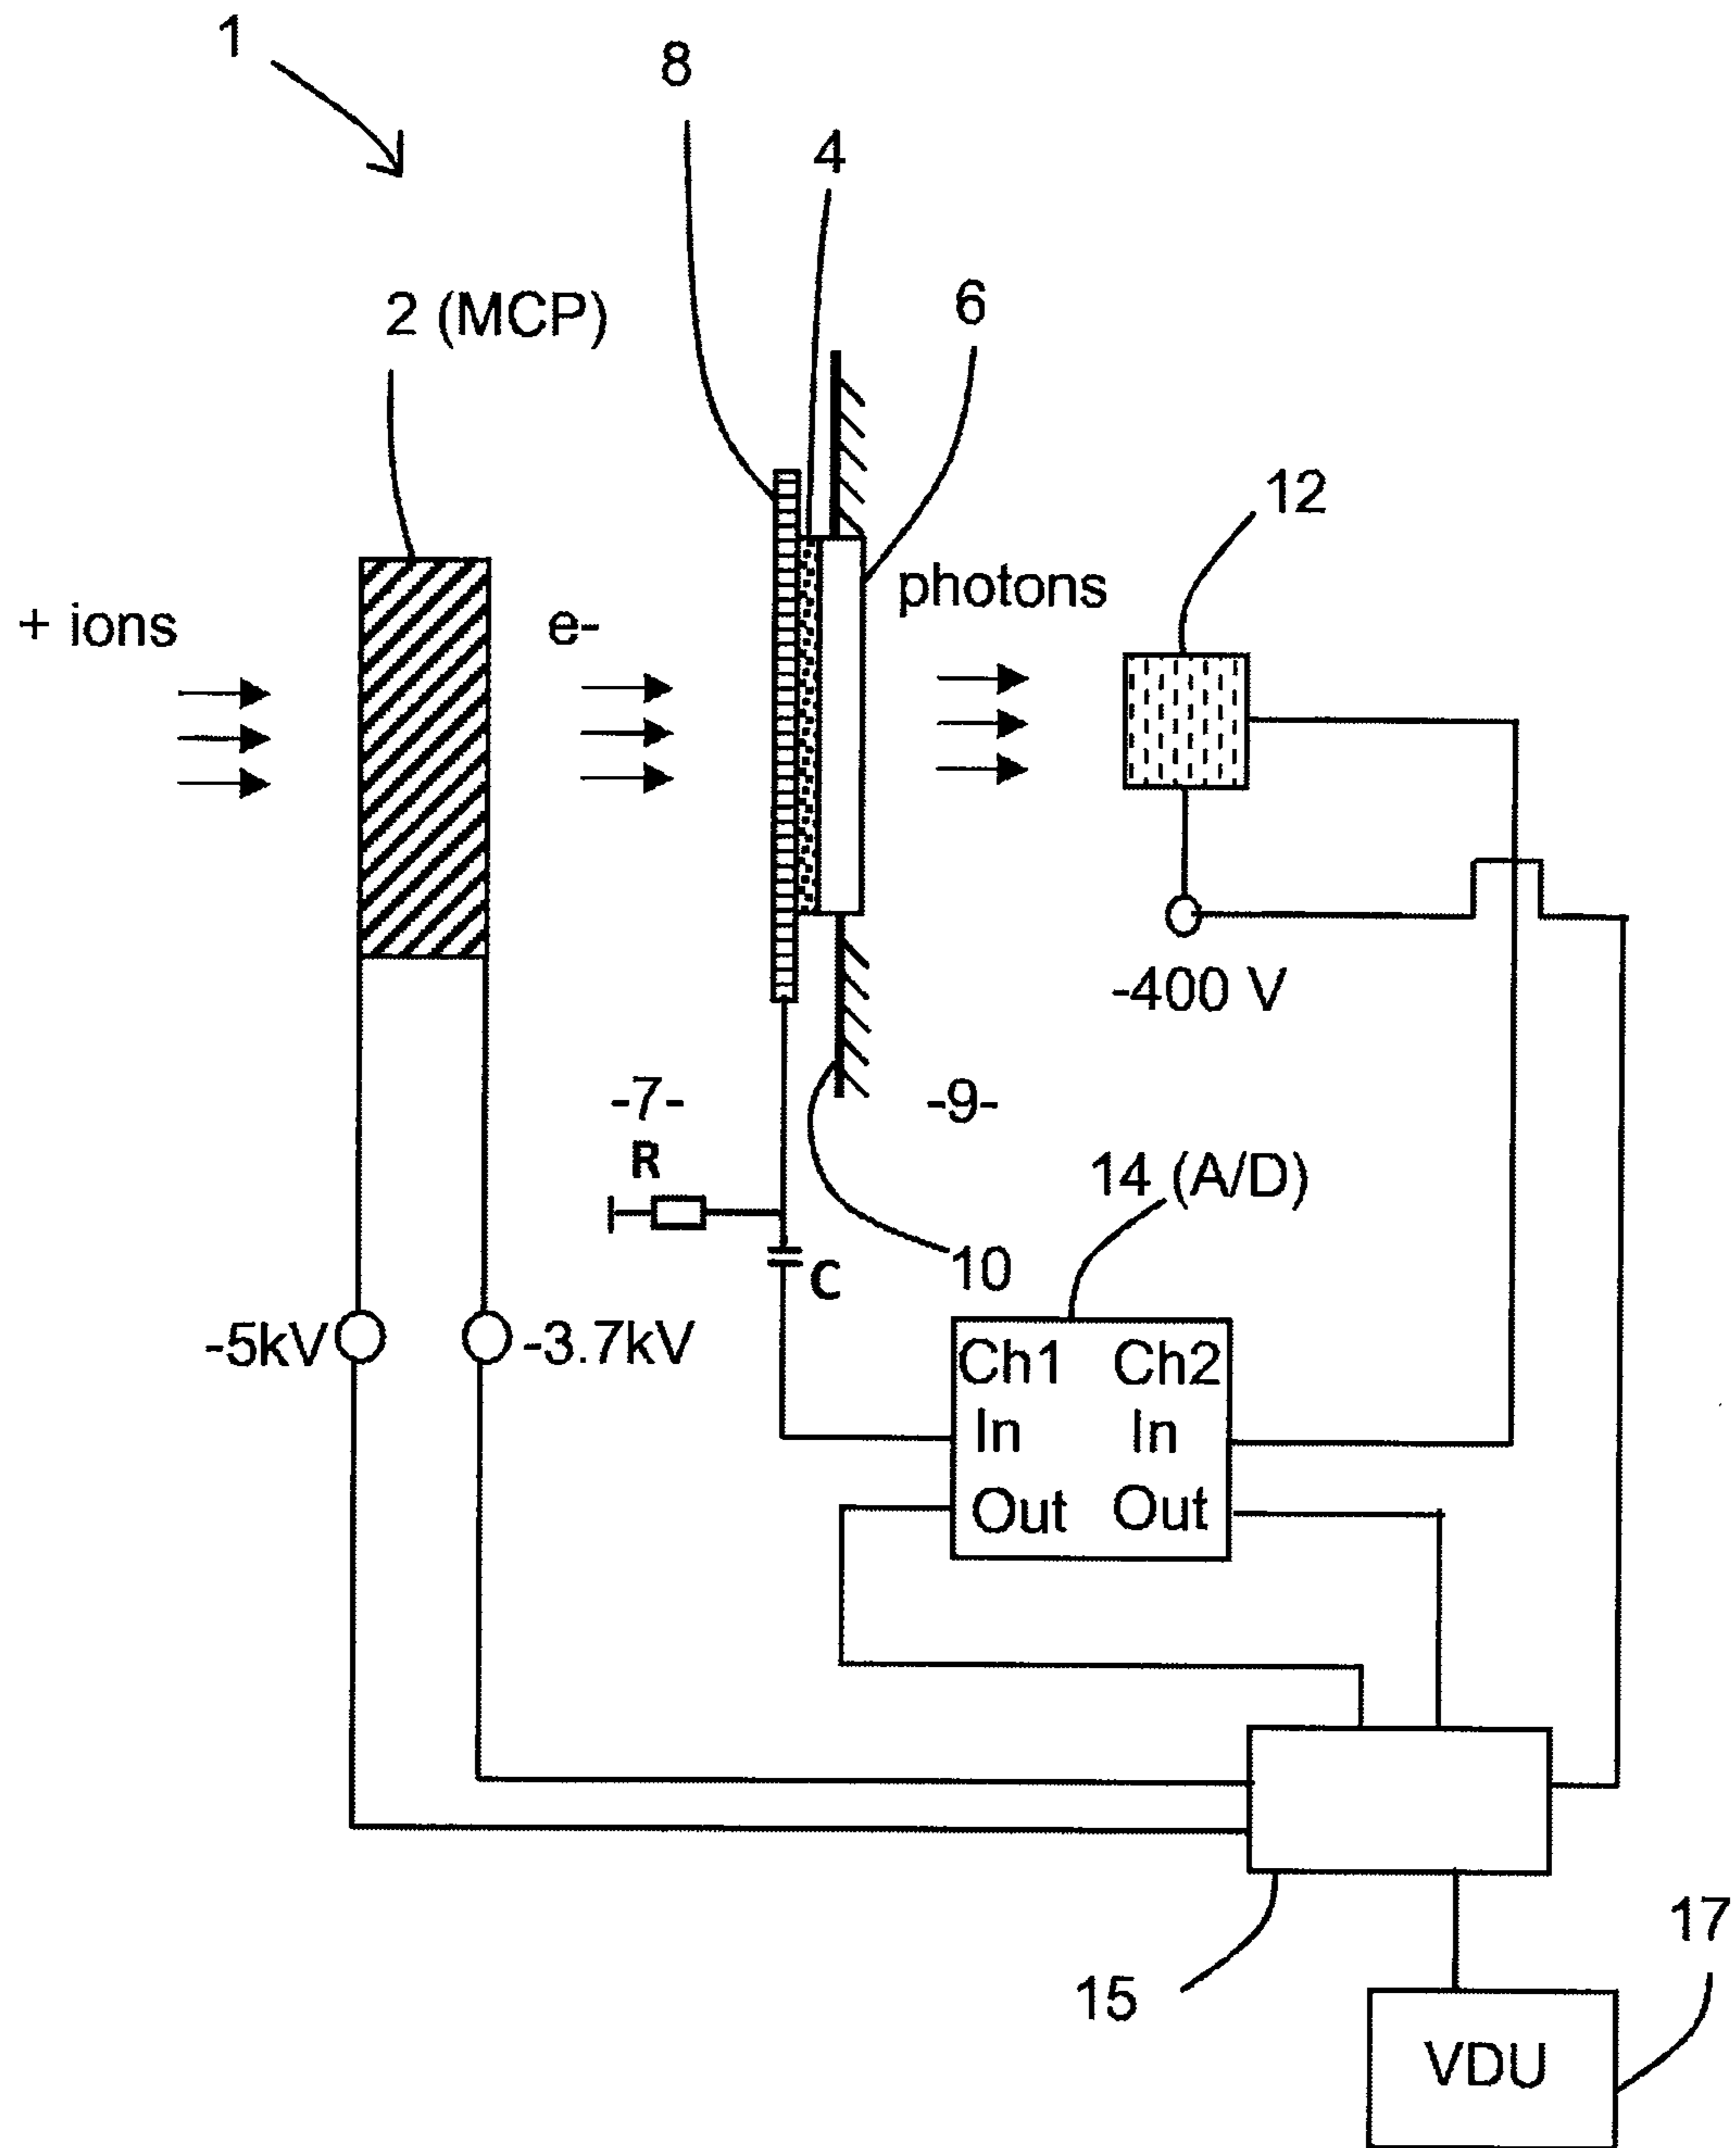 1
8
4
2 (MCP)
6
12
+ ions
e-
photons
-400 V
-7-
-9-
R
14 (A/D)
C
10
-5kV
-3.7kV
Ch1 Ch2
In In
Out Out
15
17
VDU